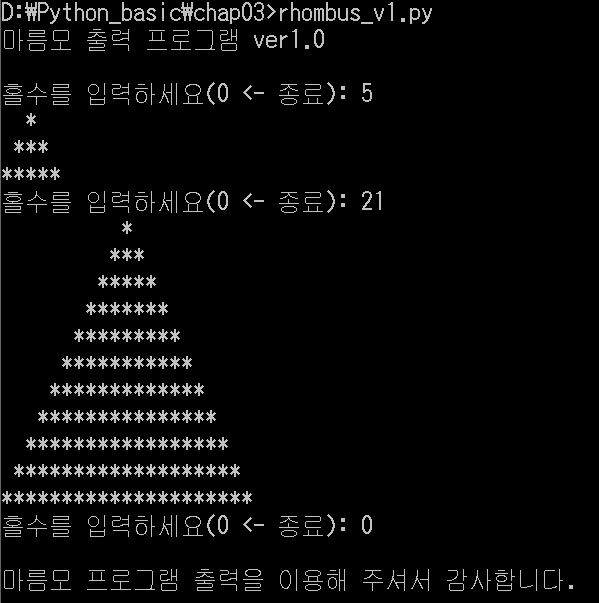 D:\Python_basic\chap03>rhombus_v1.py
마름모 출력 프로그램 ver1.0
홀수를 입력하세요(0 <- 종료): 5
  *
 ***
*****
홀수를 입력하세요(0 <- 종료): 21
          *
         ***
        *****
       *******
      *********
     ***********
    *************
   ***************
  *****************
 *******************
*********************
홀수를 입력하세요(0 <- 종료): 0
마름모 프로그램 출력을 이용해 주셔서 감사합니다.